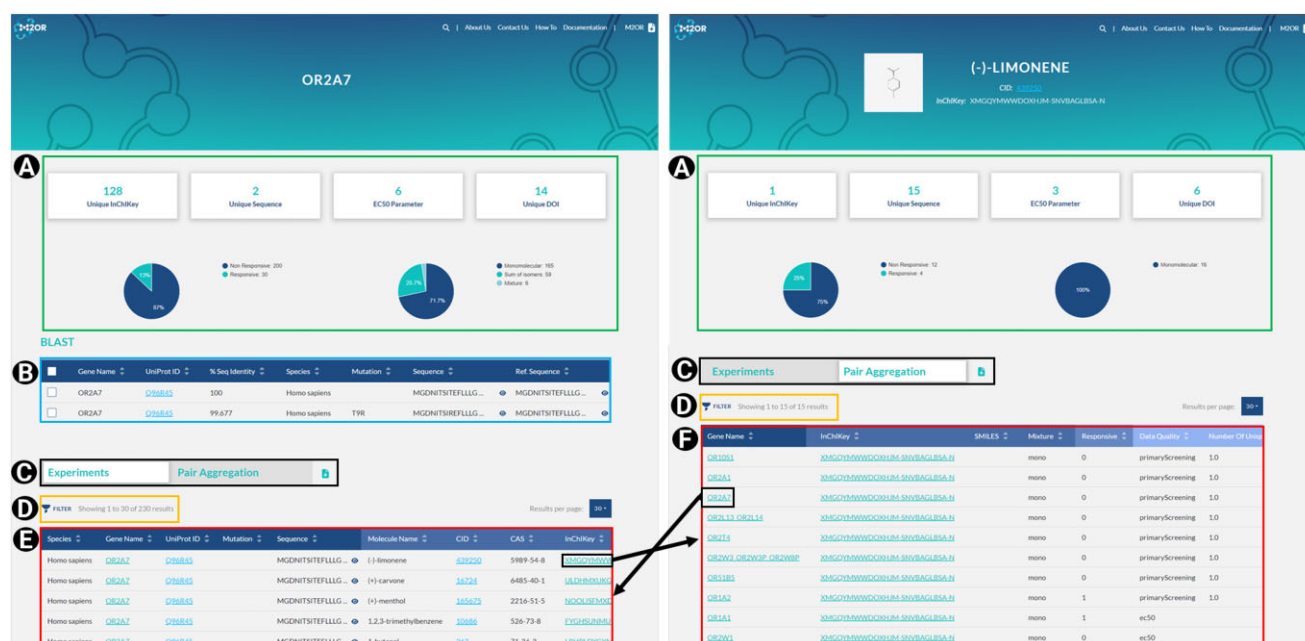 M2OR
About Us Contact Us How To Documentation | M2OR
OR2A7
A
128
Unique InChIKey
2
Unique Sequence
6
EC50 Parameter
14
Unique DOI
13%
87%
Non Responsive: 200
Responsive: 30
71.7%
Monomolecular: 165
Sum of isomers: 59
Mixture: 6
BLAST
B
Gene Name UniProt ID % Seq Identity Species Mutation Sequence Ref. Sequence
OR2A7 Q96R45 100 Homo sapiens MGDNITSITEFLLLG... MGDNITSITEFLLLG...
OR2A7 Q96R45 99.677 Homo sapiens T9R MGDNITSIREFLLLG... MGDNITSITEFLLLG...
C
Experiments Pair Aggregation
D
FILTER Showing 1 to 30 of 230 results Results per page: 30
E
Species Gene Name UniProt ID Mutation Sequence Molecule Name CID CAS InChIKey
Homo sapiens OR2A7 Q96R45 MGDNITSITEFLLLG... (-)-limonene 439250 5989-54-8 XMGQYMWW
Homo sapiens OR2A7 Q96R45 MGDNITSITEFLLLG... (+)-carvone 16724 6485-40-1 ULDHMXUKG
Homo sapiens OR2A7 Q96R45 MGDNITSITEFLLLG... (+)-menthol 165675 2216-51-5 NOOLISFMXD
Homo sapiens OR2A7 Q96R45 MGDNITSITEFLLLG... 1,2,3-trimethylbenzene 10686 526-73-8 FYGHSUNMU
M2OR
About Us Contact Us How To Documentation | M2OR
(-)-LIMONENE
CID: 439250
InChIKey: XMGQYMWWDOXHJM-SNVBAGLBSA-N
A
1
Unique InChIKey
15
Unique Sequence
3
EC50 Parameter
6
Unique DOI
25%
75%
Non Responsive: 12
Responsive: 4
100%
Monomolecular: 16
C
Experiments Pair Aggregation
D
FILTER Showing 1 to 15 of 15 results Results per page: 30
F
Gene Name InChIKey SMILES Mixture Responsive Data Quality Number Of Uniq
OR10S1 XMGQYMWWDOXHJM-SNVBAGLBSA-N mono 0 primaryScreening 1.0
OR2A1 XMGQYMWWDOXHJM-SNVBAGLBSA-N mono 0 primaryScreening 1.0
OR2A7 XMGQYMWWDOXHJM-SNVBAGLBSA-N mono 0 primaryScreening 1.0
OR2L13_OR2L14 XMGQYMWWDOXHJM-SNVBAGLBSA-N mono 0 primaryScreening 1.0
OR2T4 XMGQYMWWDOXHJM-SNVBAGLBSA-N mono 0 primaryScreening 1.0
OR2W3_OR2W3P_OR2W8P XMGQYMWWDOXHJM-SNVBAGLBSA-N mono 0 primaryScreening 1.0
OR51B5 XMGQYMWWDOXHJM-SNVBAGLBSA-N mono 0 primaryScreening 1.0
OR1A2 XMGQYMWWDOXHJM-SNVBAGLBSA-N mono 1 primaryScreening 1.0
OR1A1 XMGQYMWWDOXHJM-SNVBAGLBSA-N mono 1 ec50
OR2W1 XMGQYMWWDOXHJM-SNVBAGLBSA-N mono 0 ec50